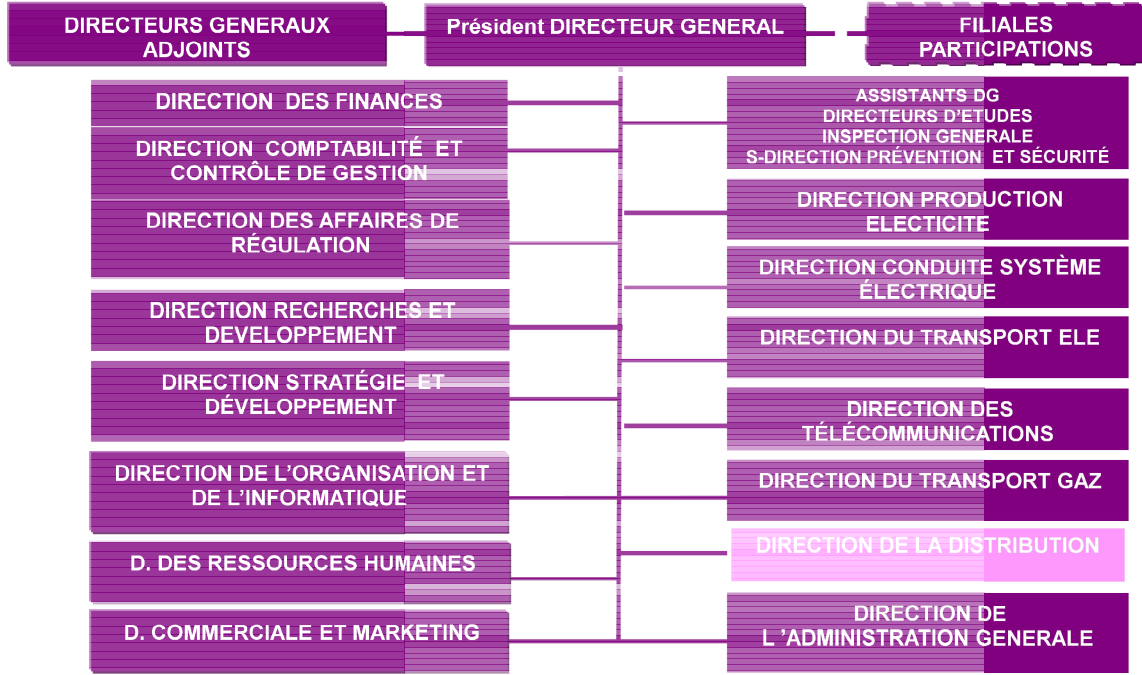 DIRECTEURS GENERAUX
ADJOINTS
Président DIRECTEUR GENERAL
FILIALES
PARTICIPATIONS
DIRECTION DES FINANCES
DIRECTION COMPTABILITÉ ET
CONTRÔLE DE GESTION
DIRECTION DES AFFAIRES DE
RÉGULATION
DIRECTION RECHERCHES ET
DEVELOPPEMENT
DIRECTION STRATÉGIE ET
DÉVELOPPEMENT
DIRECTION DE L’ORGANISATION ET
DE L’INFORMATIQUE
D. DES RESSOURCES HUMAINES
D. COMMERCIALE ET MARKETING
ASSISTANTS DG
DIRECTEURS D’ETUDES
INSPECTION GENERALE
S-DIRECTION PRÉVENTION ET SÉCURITÉ
DIRECTION PRODUCTION
ELECTICITE
DIRECTION CONDUITE SYSTÈME
ÉLECTRIQUE
DIRECTION DU TRANSPORT ELE
DIRECTION DES
TÉLÉCOMMUNICATIONS
DIRECTION DU TRANSPORT GAZ
DIRECTION DE LA DISTRIBUTION
DIRECTION DE
L ’ADMINISTRATION GENERALE